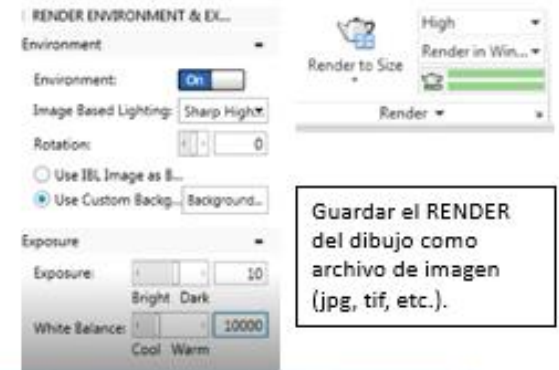 RENDER ENVIRONMENT & EX...
Environment
Environment: On
Image Based Lighting: Sharp High
Rotation: 0
Use IBL Image as B...
Use Custom Backg... Background...
Exposure
Exposure: 10
Bright Dark
White Balance: 10000
Cool Warm
Render to Size
High
Render in Win...
Render
Guardar el RENDER
del dibujo como
archivo de imagen
(jpg, tif, etc.).